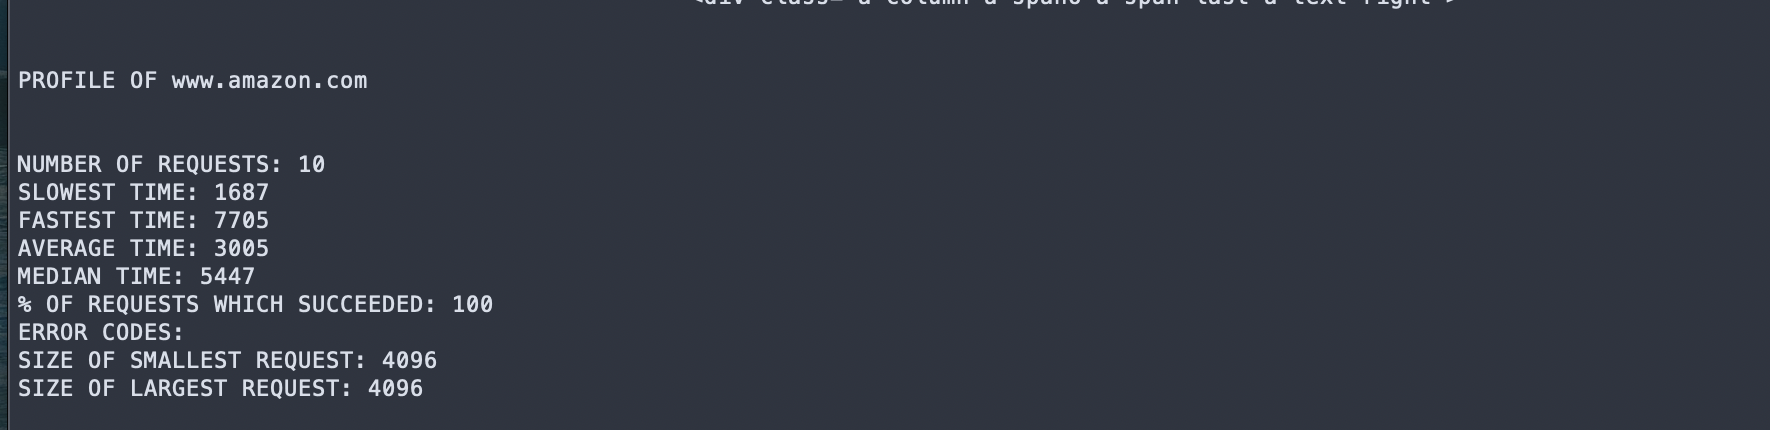 PROFILE OF www.amazon.com
NUMBER OF REQUESTS: 10
SLOWEST TIME: 1687
FASTEST TIME: 7705
AVERAGE TIME: 3005
MEDIAN TIME: 5447
% OF REQUESTS WHICH SUCCEEDED: 100
ERROR CODES:
SIZE OF SMALLEST REQUEST: 4096
SIZE OF LARGEST REQUEST: 4096